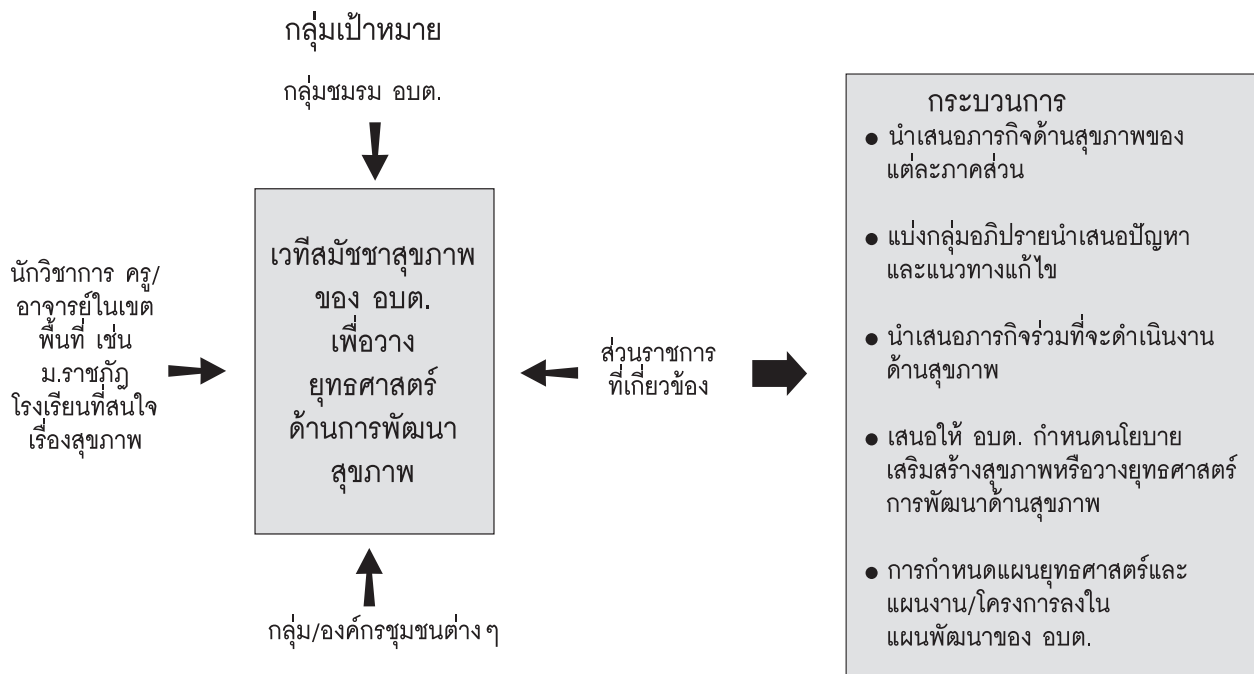 กลุ่มเป้าหมาย
กลุ่มชมรม อบต.
นักวิชาการ ครู/
อาจารย์ในเขต
พื้นที่ เช่น
ม.ราชภัฎ
โรงเรียนที่สนใจ
เรื่องสุขภาพ
เวทีสมัชชาสุขภาพ
ของ อบต.
เพื่อวาง
ยุทธศาสตร์
ด้านการพัฒนา
สุขภาพ
ส่วนราชการ
ที่เกี่ยวข้อง
กลุ่ม/องค์กรชุมชนต่าง ๆ
กระบวนการ
● นำเสนอภารกิจด้านสุขภาพของ
แต่ละภาคส่วน
● แบ่งกลุ่มอภิปรายนำเสนอปัญหา
และแนวทางแก้ไข
● นำเสนอภารกิจร่วมที่จะดำเนินงาน
ด้านสุขภาพ
● เสนอให้ อบต. กำหนดนโยบาย
เสริมสร้างสุขภาพหรือวางยุทธศาสตร์
การพัฒนาด้านสุขภาพ
● การกำหนดแผนยุทธศาสตร์และ
แผนงาน/โครงการลงใน
แผนพัฒนาของ อบต.